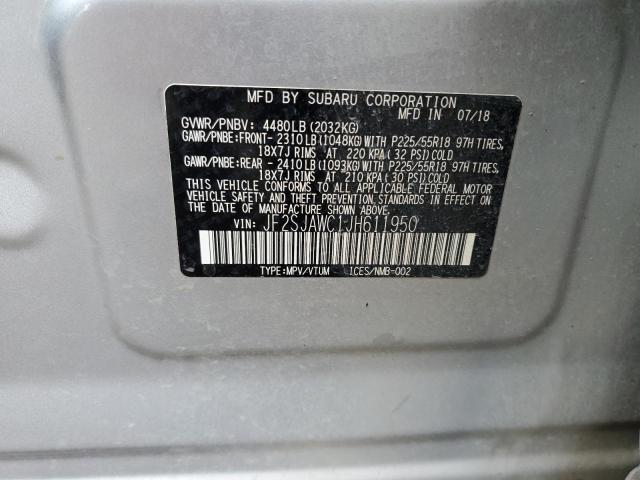 MFD BY SUBARU CORPORATION
MFD IN 07/18
GVWR/PNBV: 4480LB(2032KG)
GAWR/PNBE:FRONT- 2310LB(1048KG)WITH P225/55R18 97H TIRES,
18X7J RIMS AT 220 KPA(32 PSI)COLD
GAWR/PNBE:REAR - 2410LB(1093KG)WITH P225/55R18 97H TIRES,
18X7J RIMS AT 210 KPA(30 PSI)COLD
THIS VEHICLE CONFORMS TO ALL APPLICABLE FEDERAL MOTOR
VEHICLE SAFETY AND BUMPER STANDARDS IN EFFECT ON THE DATE
OF MANUFACTURE SHOWN ABOVE.
VIN: JF2SJAWC1JH611950
TYPE:MPV/VTUM 1CES/NMB-002